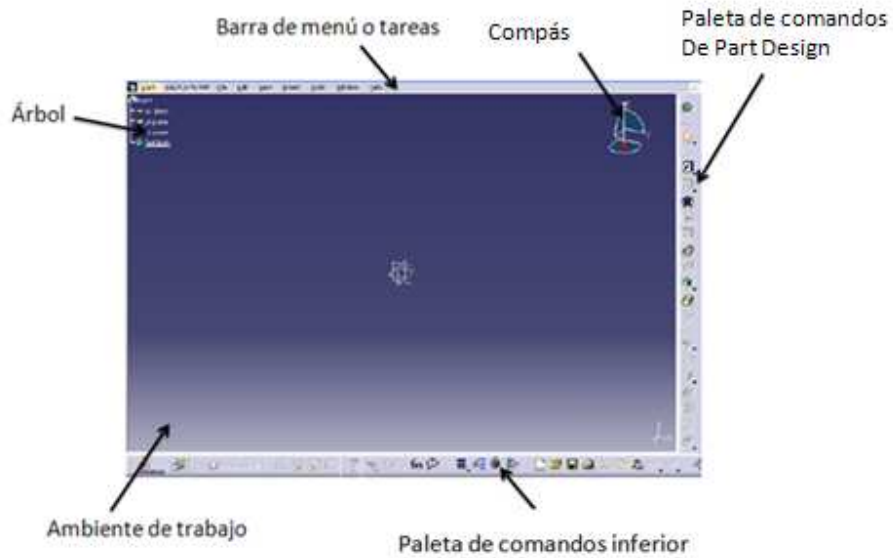 Barra de menú o tareas
Compás
Paleta de comandos
De Part Design
Árbol
Ambiente de trabajo
Paleta de comandos inferior